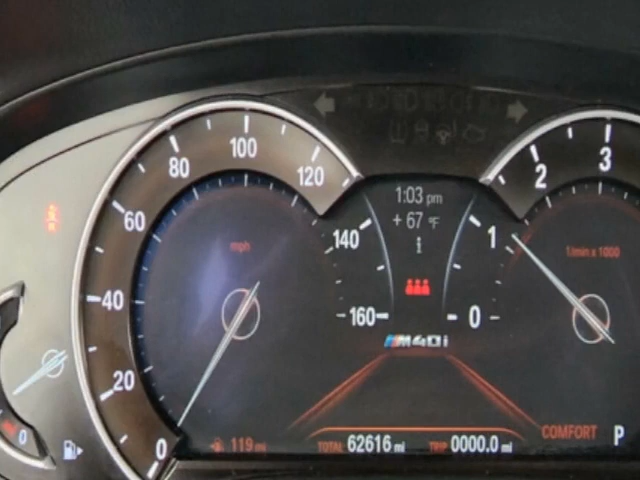 80 100 120
60
40
20
0
140
160
mph
1:03 pm
+ 67 °F
i
2 3
1
0
1/min x 1000
M40i
119 mi
TOTAL 62616 mi TRIP 0000.0 mi
COMFORT P
0